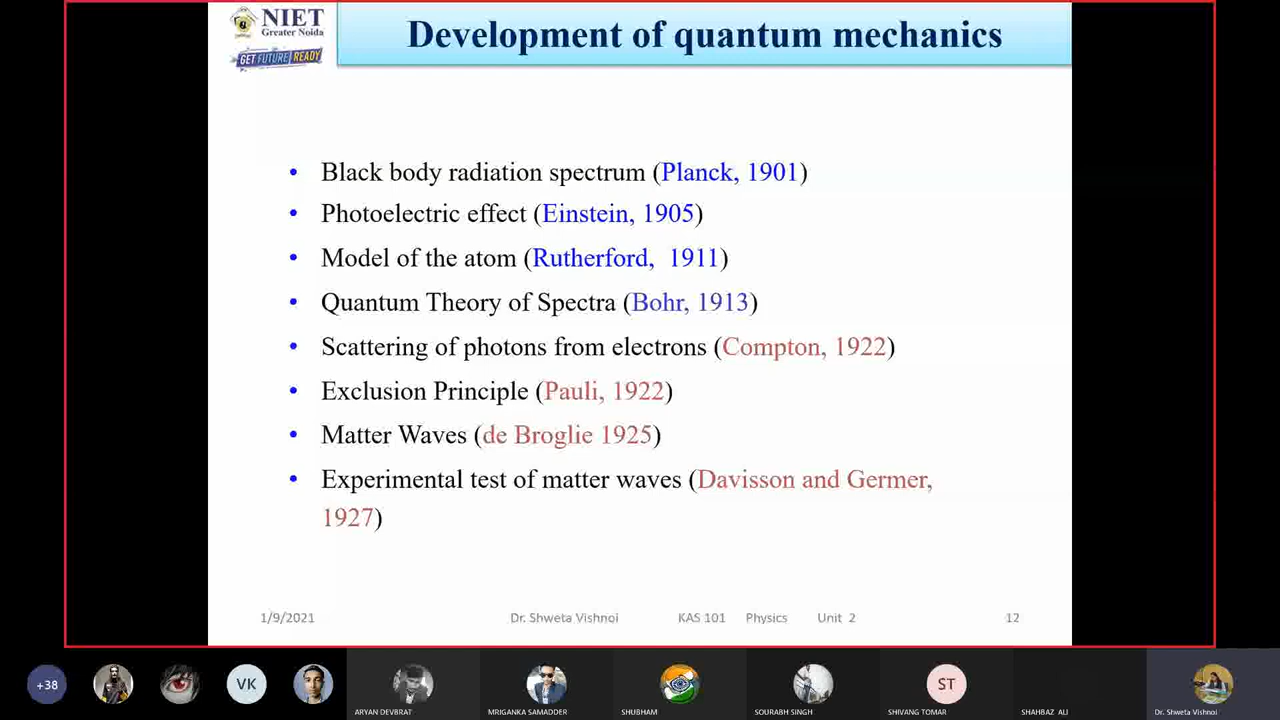 NIET
Greater Noida
GET FUTURE READY
Development of quantum mechanics
• Black body radiation spectrum (Planck, 1901)
• Photoelectric effect (Einstein, 1905)
• Model of the atom (Rutherford,  1911)
• Quantum Theory of Spectra (Bohr, 1913)
• Scattering of photons from electrons (Compton, 1922)
• Exclusion Principle (Pauli, 1922)
• Matter Waves (de Broglie 1925)
• Experimental test of matter waves (Davisson and Germer,
1927)
1/9/2021 Dr. Shweta Vishnoi KAS 101 Physics Unit 2 12
+38 VK ST
ARYAN DEVBRAT MRIGANKA SAMADDER SHUBHAM SOURABH SINGH SHIVANG TOMAR SHAHBAZ ALI Dr. Shweta Vishnoi